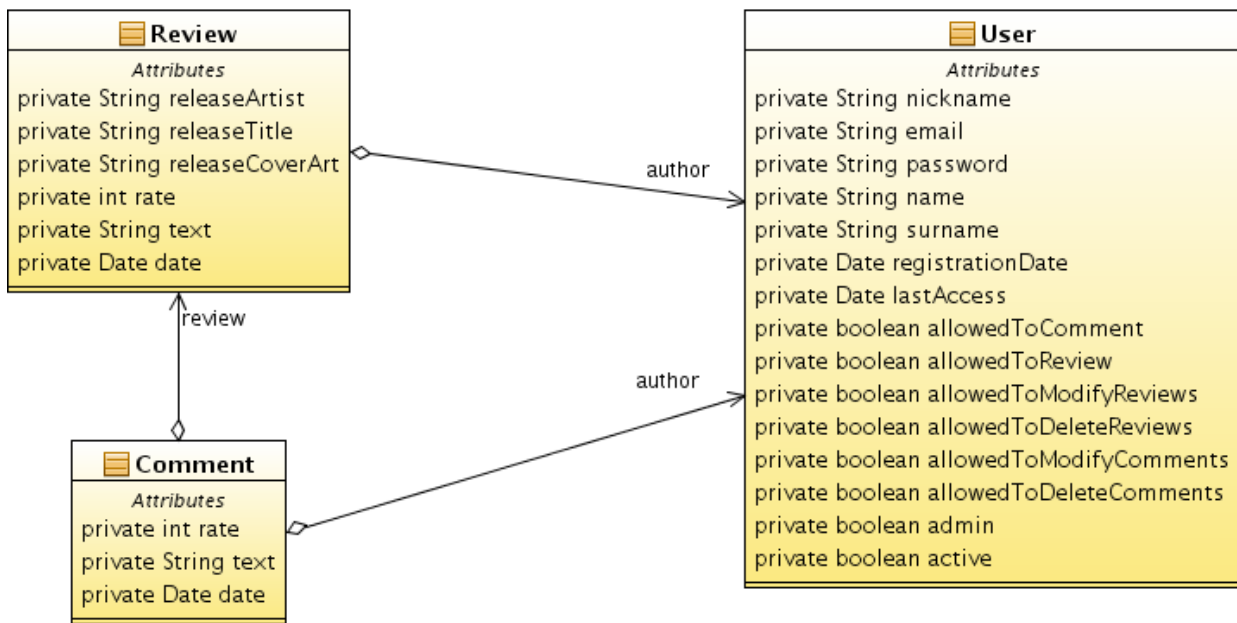 Review
Attributes
private String releaseArtist
private String releaseTitle
private String releaseCoverArt
private int rate
private String text
private Date date
author
review
author
Comment
Attributes
private int rate
private String text
private Date date
User
Attributes
private String nickname
private String email
private String password
private String name
private String surname
private Date registrationDate
private Date lastAccess
private boolean allowedToComment
private boolean allowedToReview
private boolean allowedToModifyReviews
private boolean allowedToDeleteReviews
private boolean allowedToModifyComments
private boolean allowedToDeleteComments
private boolean admin
private boolean active